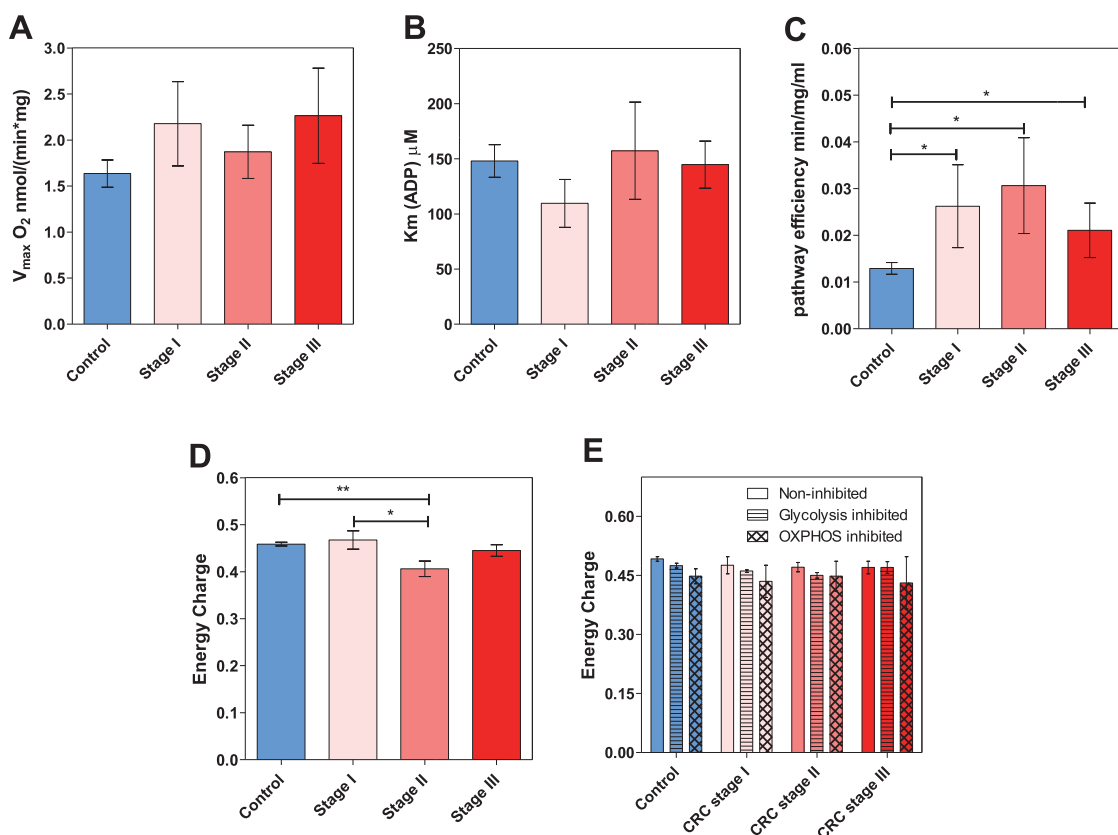 A
V_max O_2 nmol/(min*mg)
3.0
2.5
2.0
1.5
1.0
0.5
0.0
Control
Stage I
Stage II
Stage III
B
Km (ADP) μM
250
200
150
100
50
0
Control
Stage I
Stage II
Stage III
C
pathway efficiency min/mg/ml
0.06
0.05
0.04
0.03
0.02
0.01
0.00
*
*
*
Control
Stage I
Stage II
Stage III
D
Energy Charge
0.6
0.5
0.4
0.3
0.2
0.1
0.0
**
*
Control
Stage I
Stage II
Stage III
E
Energy Charge
0.60
0.45
0.30
0.15
0.00
Non-inhibited
Glycolysis inhibited
OXPHOS inhibited
Control
CRC stage I
CRC stage II
CRC stage III